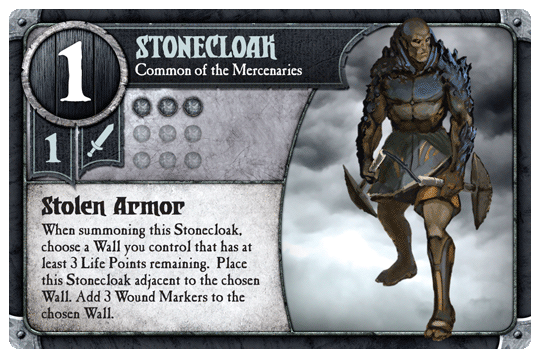 1
STONECLOAK
Common of the Mercenaries
1
Stolen Armor
When summoning this Stonecloak,
choose a Wall you control that has at
least 3 Life Points remaining. Place
this Stonecloak adjacent to the chosen
Wall. Add 3 Wound Markers to the
chosen Wall.